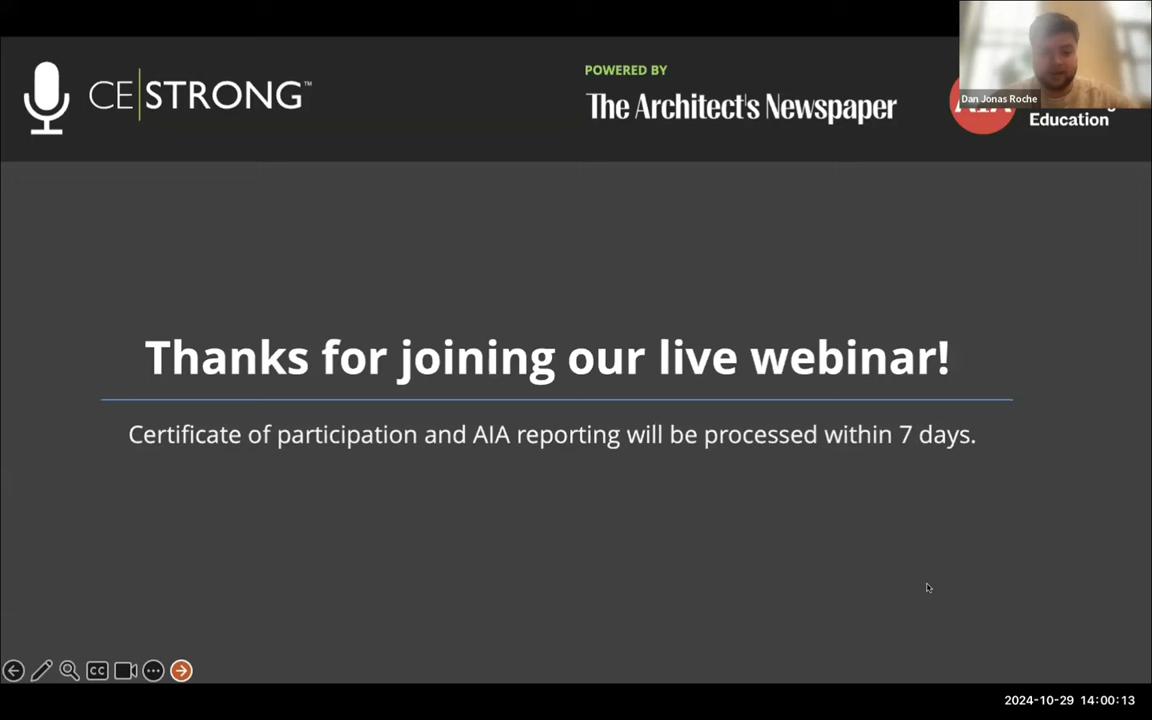 CE|STRONG™
POWERED BY
The Architect's Newspaper
Dan Jonas Roche
Education
Thanks for joining our live webinar!
Certificate of participation and AIA reporting will be processed within 7 days.
CC
2024-10-29 14:00:13